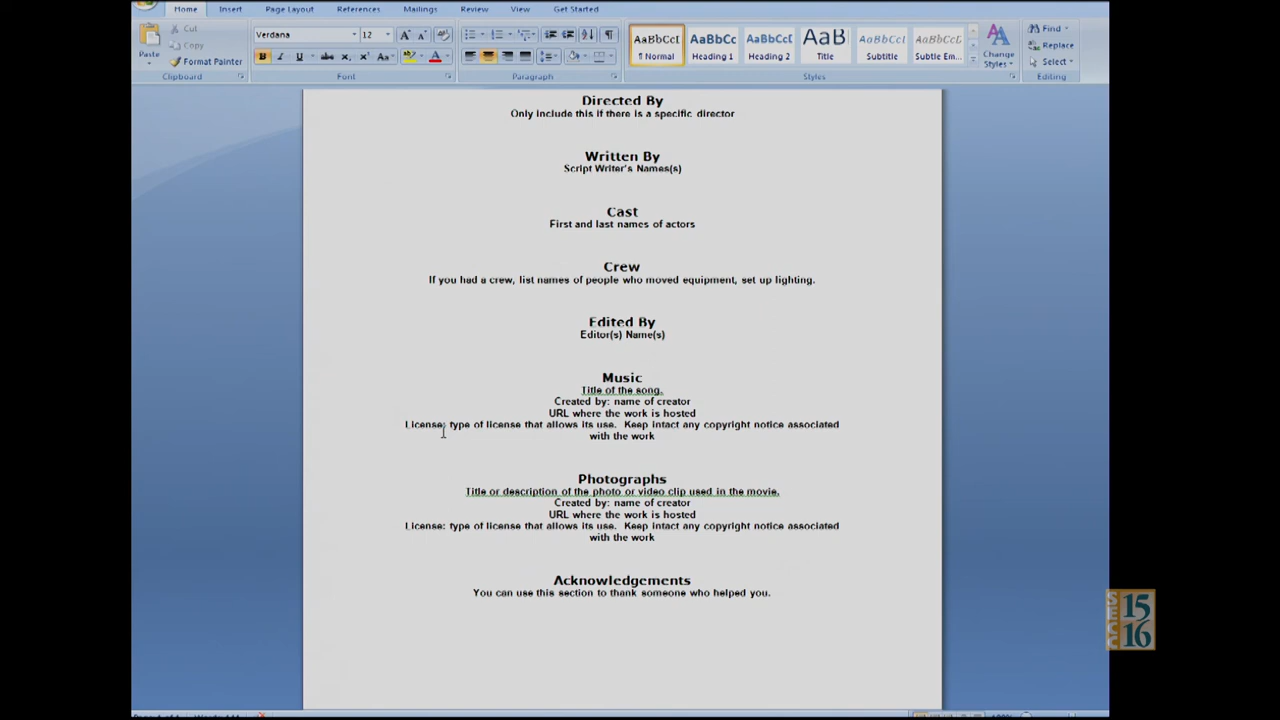 Home Insert Page Layout References Mailings Review View Get Started
Cut
Copy
Paste
Format Painter
Clipboard
Verdana 12
Font
Paragraph
AaBbCcI AaBbCc AaBbCcI AaB AaBbCcI AaBbCcI
¶ Normal Heading 1 Heading 2 Title Subtitle Subtle Em...
Change
Styles
Styles
Find
Replace
Select
Editing
Directed By
Only include this if there is a specific director
Written By
Script Writer's Names(s)
Cast
First and last names of actors
Crew
If you had a crew, list names of people who moved equipment, set up lighting.
Edited By
Editor(s) Name(s)
Music
Title of the song.
Created by: name of creator
URL where the work is hosted
License: type of license that allows its use. Keep intact any copyright notice associated
with the work
Photographs
Title or description of the photo or video clip used in the movie.
Created by: name of creator
URL where the work is hosted
License: type of license that allows its use. Keep intact any copyright notice associated
with the work
Acknowledgements
You can use this section to thank someone who helped you.
15
16